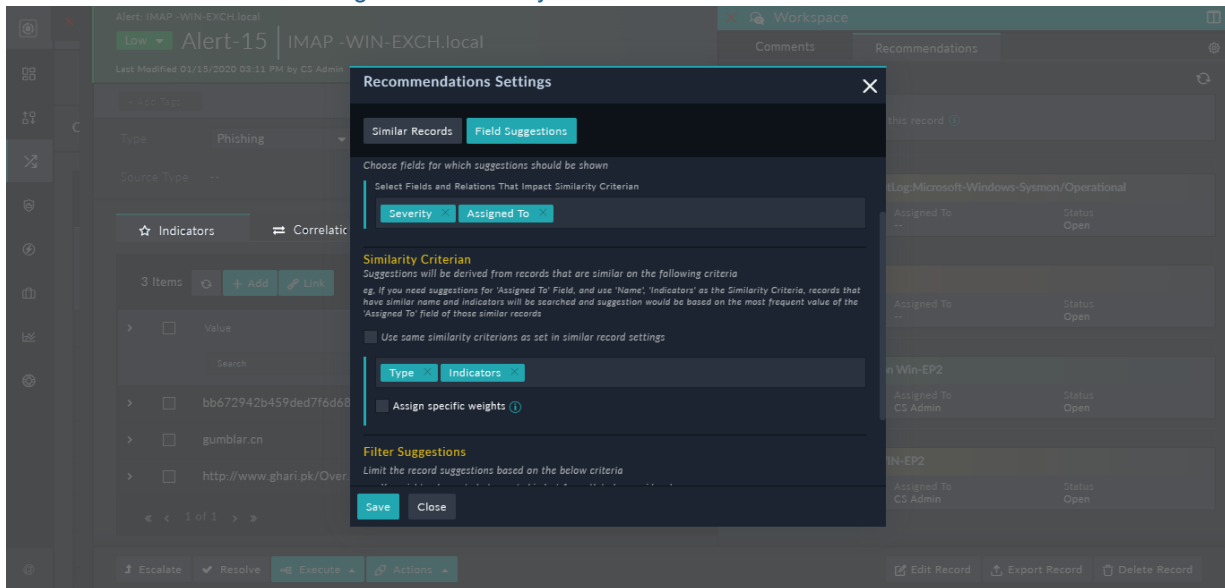 Alert: IMAP -WIN-EXCH.local
Workspace
Low
Alert-15 | IMAP -WIN-EXCH.local
Comments
Recommendations
Last Modified 01/15/2020 03:11 PM by CS Admin
+ Add Tags
Type
Phishing
Source Type
--
Indicators
Correlatio
3 Items
+ Add
Link
Value
Search
bb672942b459ded7f6d68
gumblar.cn
http://www.ghari.pk/Over.
1 of 1
Escalate
Resolve
Execute
Actions
Recommendations Settings
Similar Records
Field Suggestions
Choose fields for which suggestions should be shown
Select Fields and Relations That Impact Similarity Criterian
Severity ×
Assigned To ×
Similarity Criterian
Suggestions will be derived from records that are similar on the following criteria
eg. If you need suggestions for 'Assigned To' Field, and use 'Name', 'Indicators' as the Similarity Criteria, records that
have similar name and indicators will be searched and suggestion would be based on the most frequent value of the
'Assigned To' field of those similar records
Use same similarity criterians as set in similar record settings
Type ×
Indicators ×
Assign specific weights
Filter Suggestions
Limit the record suggestions based on the below criteria
Save
Close
this record
tLog:Microsoft-Windows-Sysmon/Operational
Assigned To
Status
--
Open
Assigned To
Status
--
Open
n Win-EP2
Assigned To
Status
CS Admin
Open
IN-EP2
Assigned To
Status
CS Admin
Open
Edit Record
Export Record
Delete Record